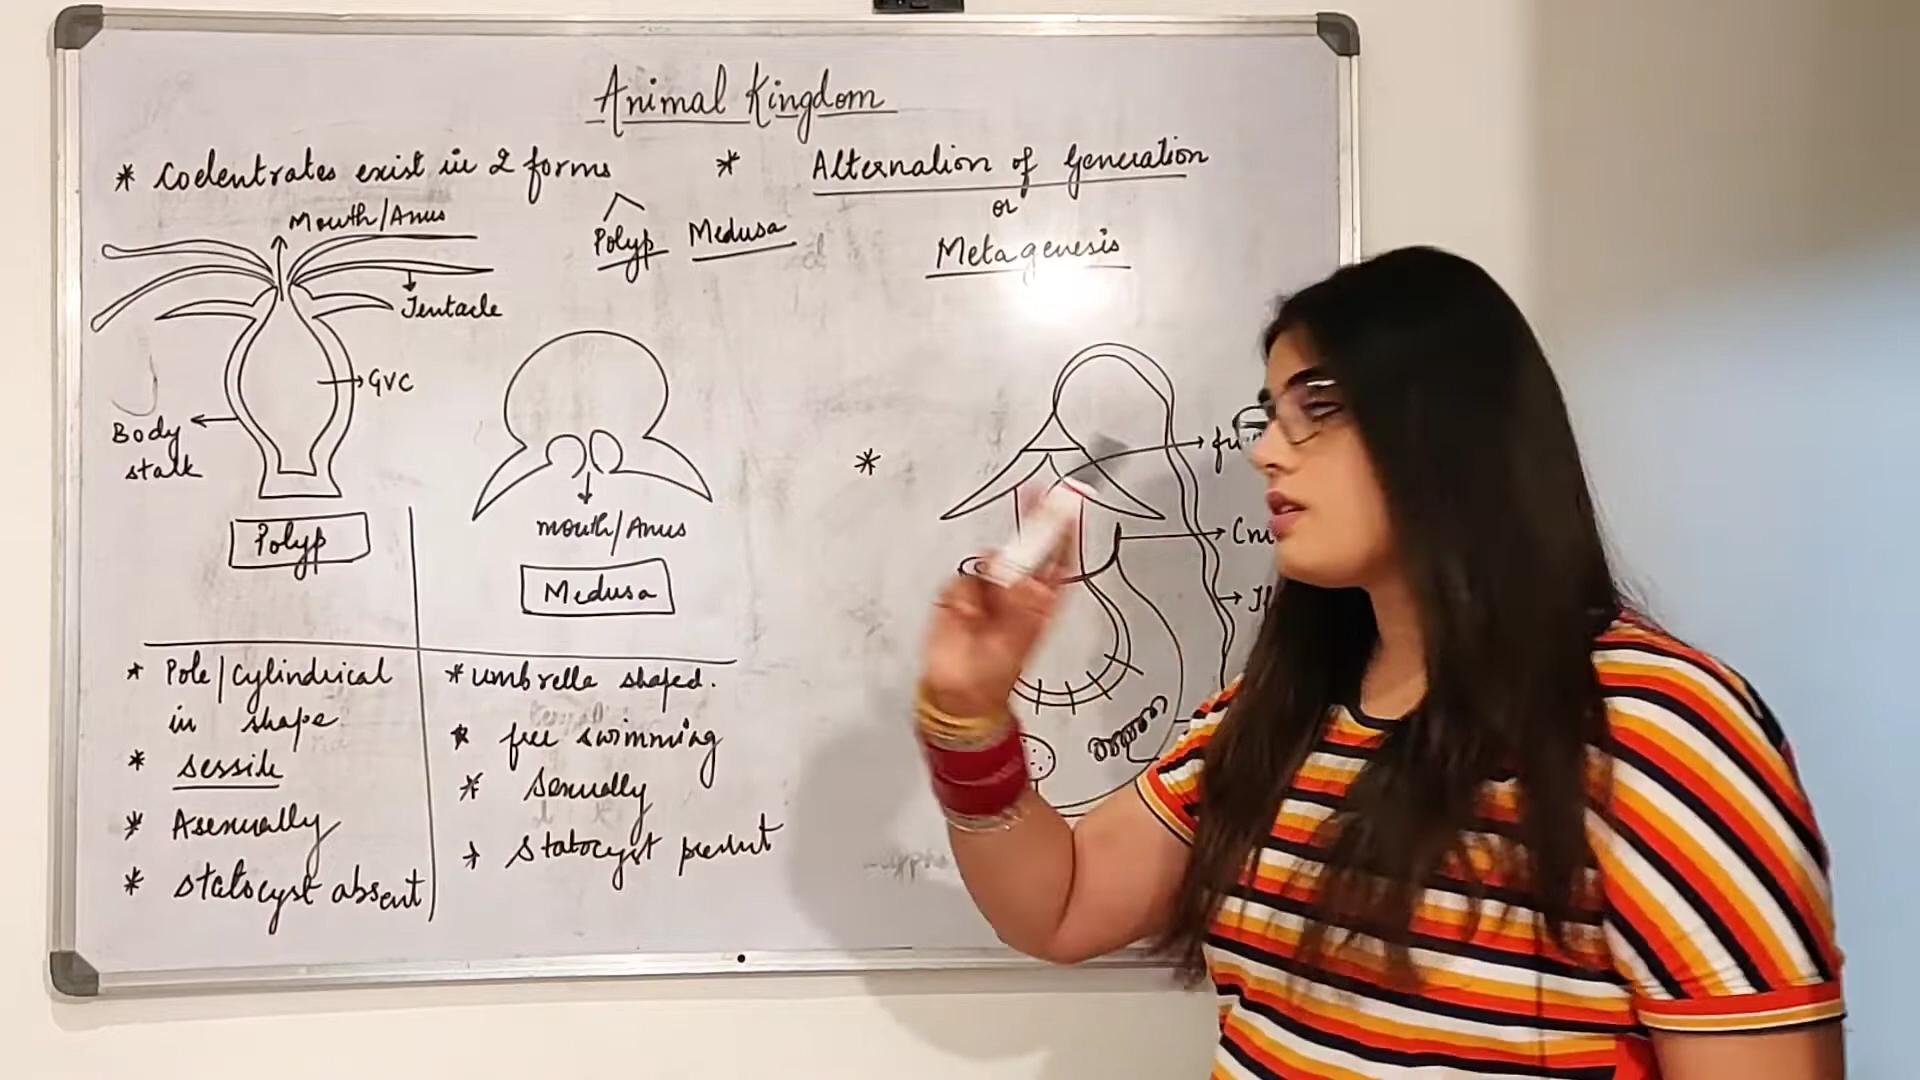 Animal Kingdom
* Coelentrates exist in 2 forms
Polyp Medusa
Mouth/Anus
Tentacle
GVC
Body
stalk
Polyp
mouth/Anus
Medusa
* Pole/Cylindrical
in shape
* sessile
* Asexually
* statocyst absent
* umbrella shaped.
* free swimming
* Sexually
* Statocyst present
* Alternation of Generation
or
Metagenesis
*